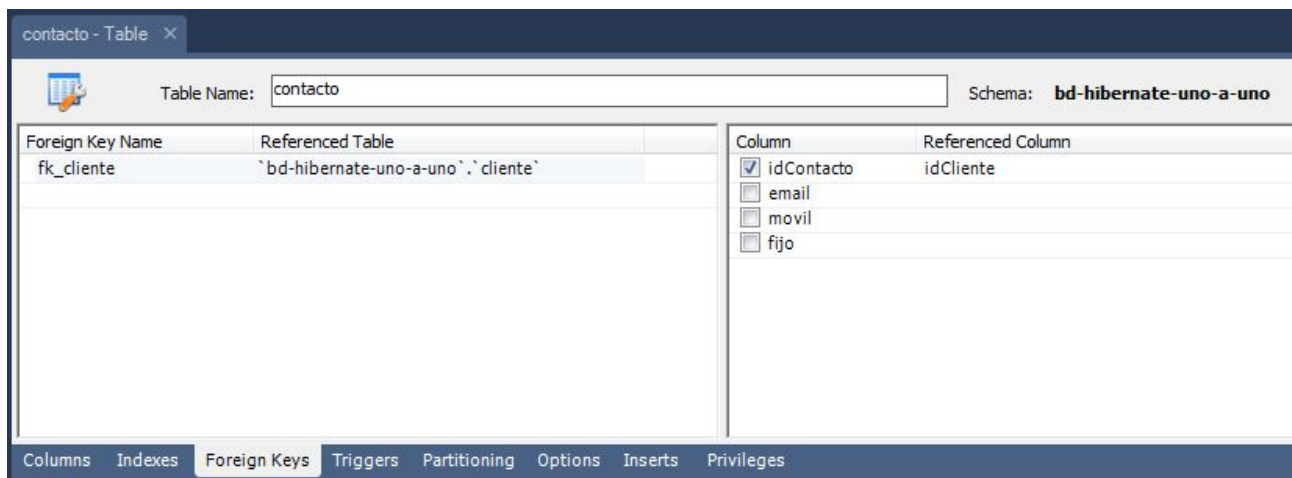 contacto - Table ×
Table Name: contacto Schema: bd-hibernate-uno-a-uno
Foreign Key Name Referenced Table Column Referenced Column
fk_cliente `bd-hibernate-uno-a-uno`.`cliente` idContacto idCliente
email
movil
fijo
Columns Indexes Foreign Keys Triggers Partitioning Options Inserts Privileges